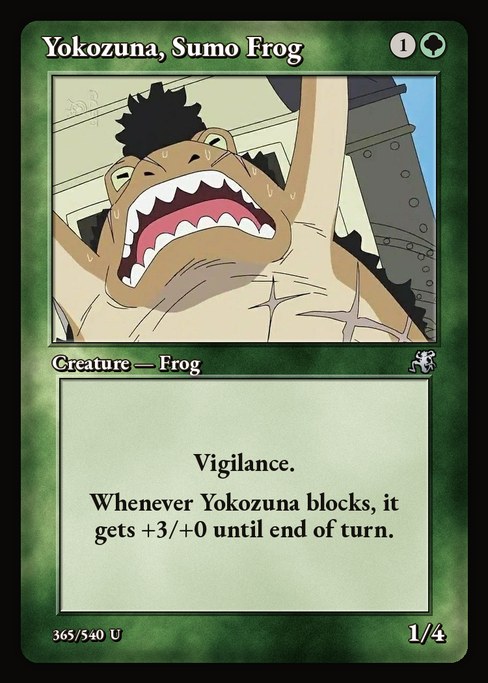 Yokozuna, Sumo Frog 1
Creature — Frog
Vigilance.
Whenever Yokozuna blocks, it
gets +3/+0 until end of turn.
365/540 U 1/4